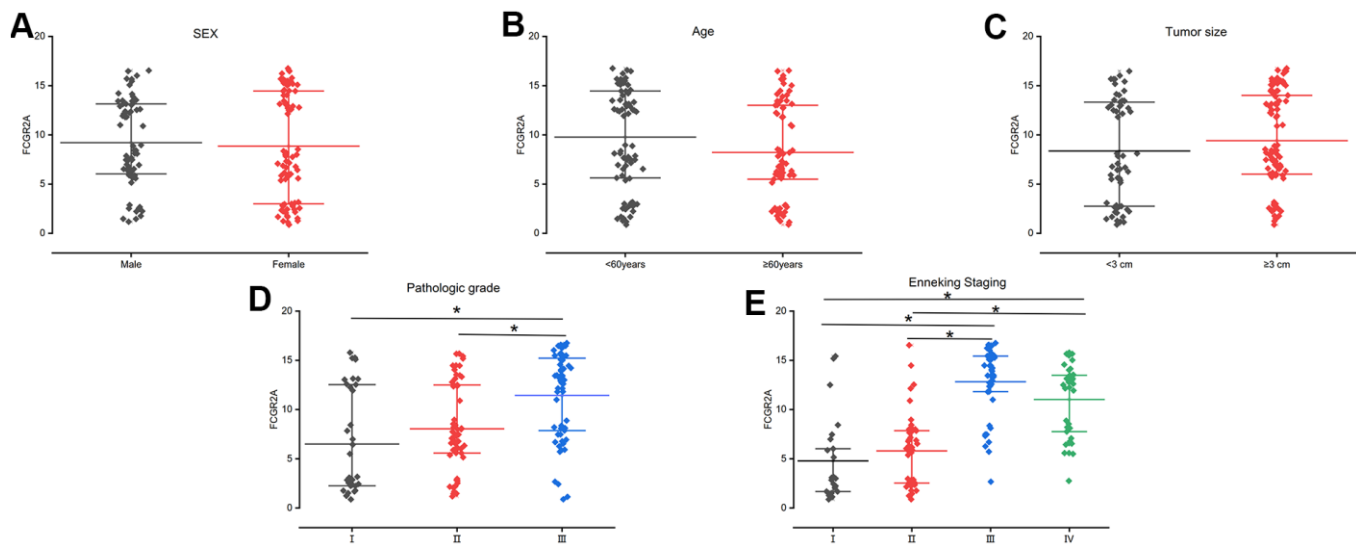 A
SEX
20
15
10
5
0
FCGR2A
Male
Female
B
Age
20
15
10
5
0
FCGR2A
<60years
≥60years
C
Tumor size
20
15
10
5
0
FCGR2A
<3 cm
≥3 cm
D
Pathologic grade
20
15
10
5
0
FCGR2A
*
*
I
II
III
E
Enneking Staging
20
15
10
5
0
FCGR2A
*
*
*
*
I
II
III
IV